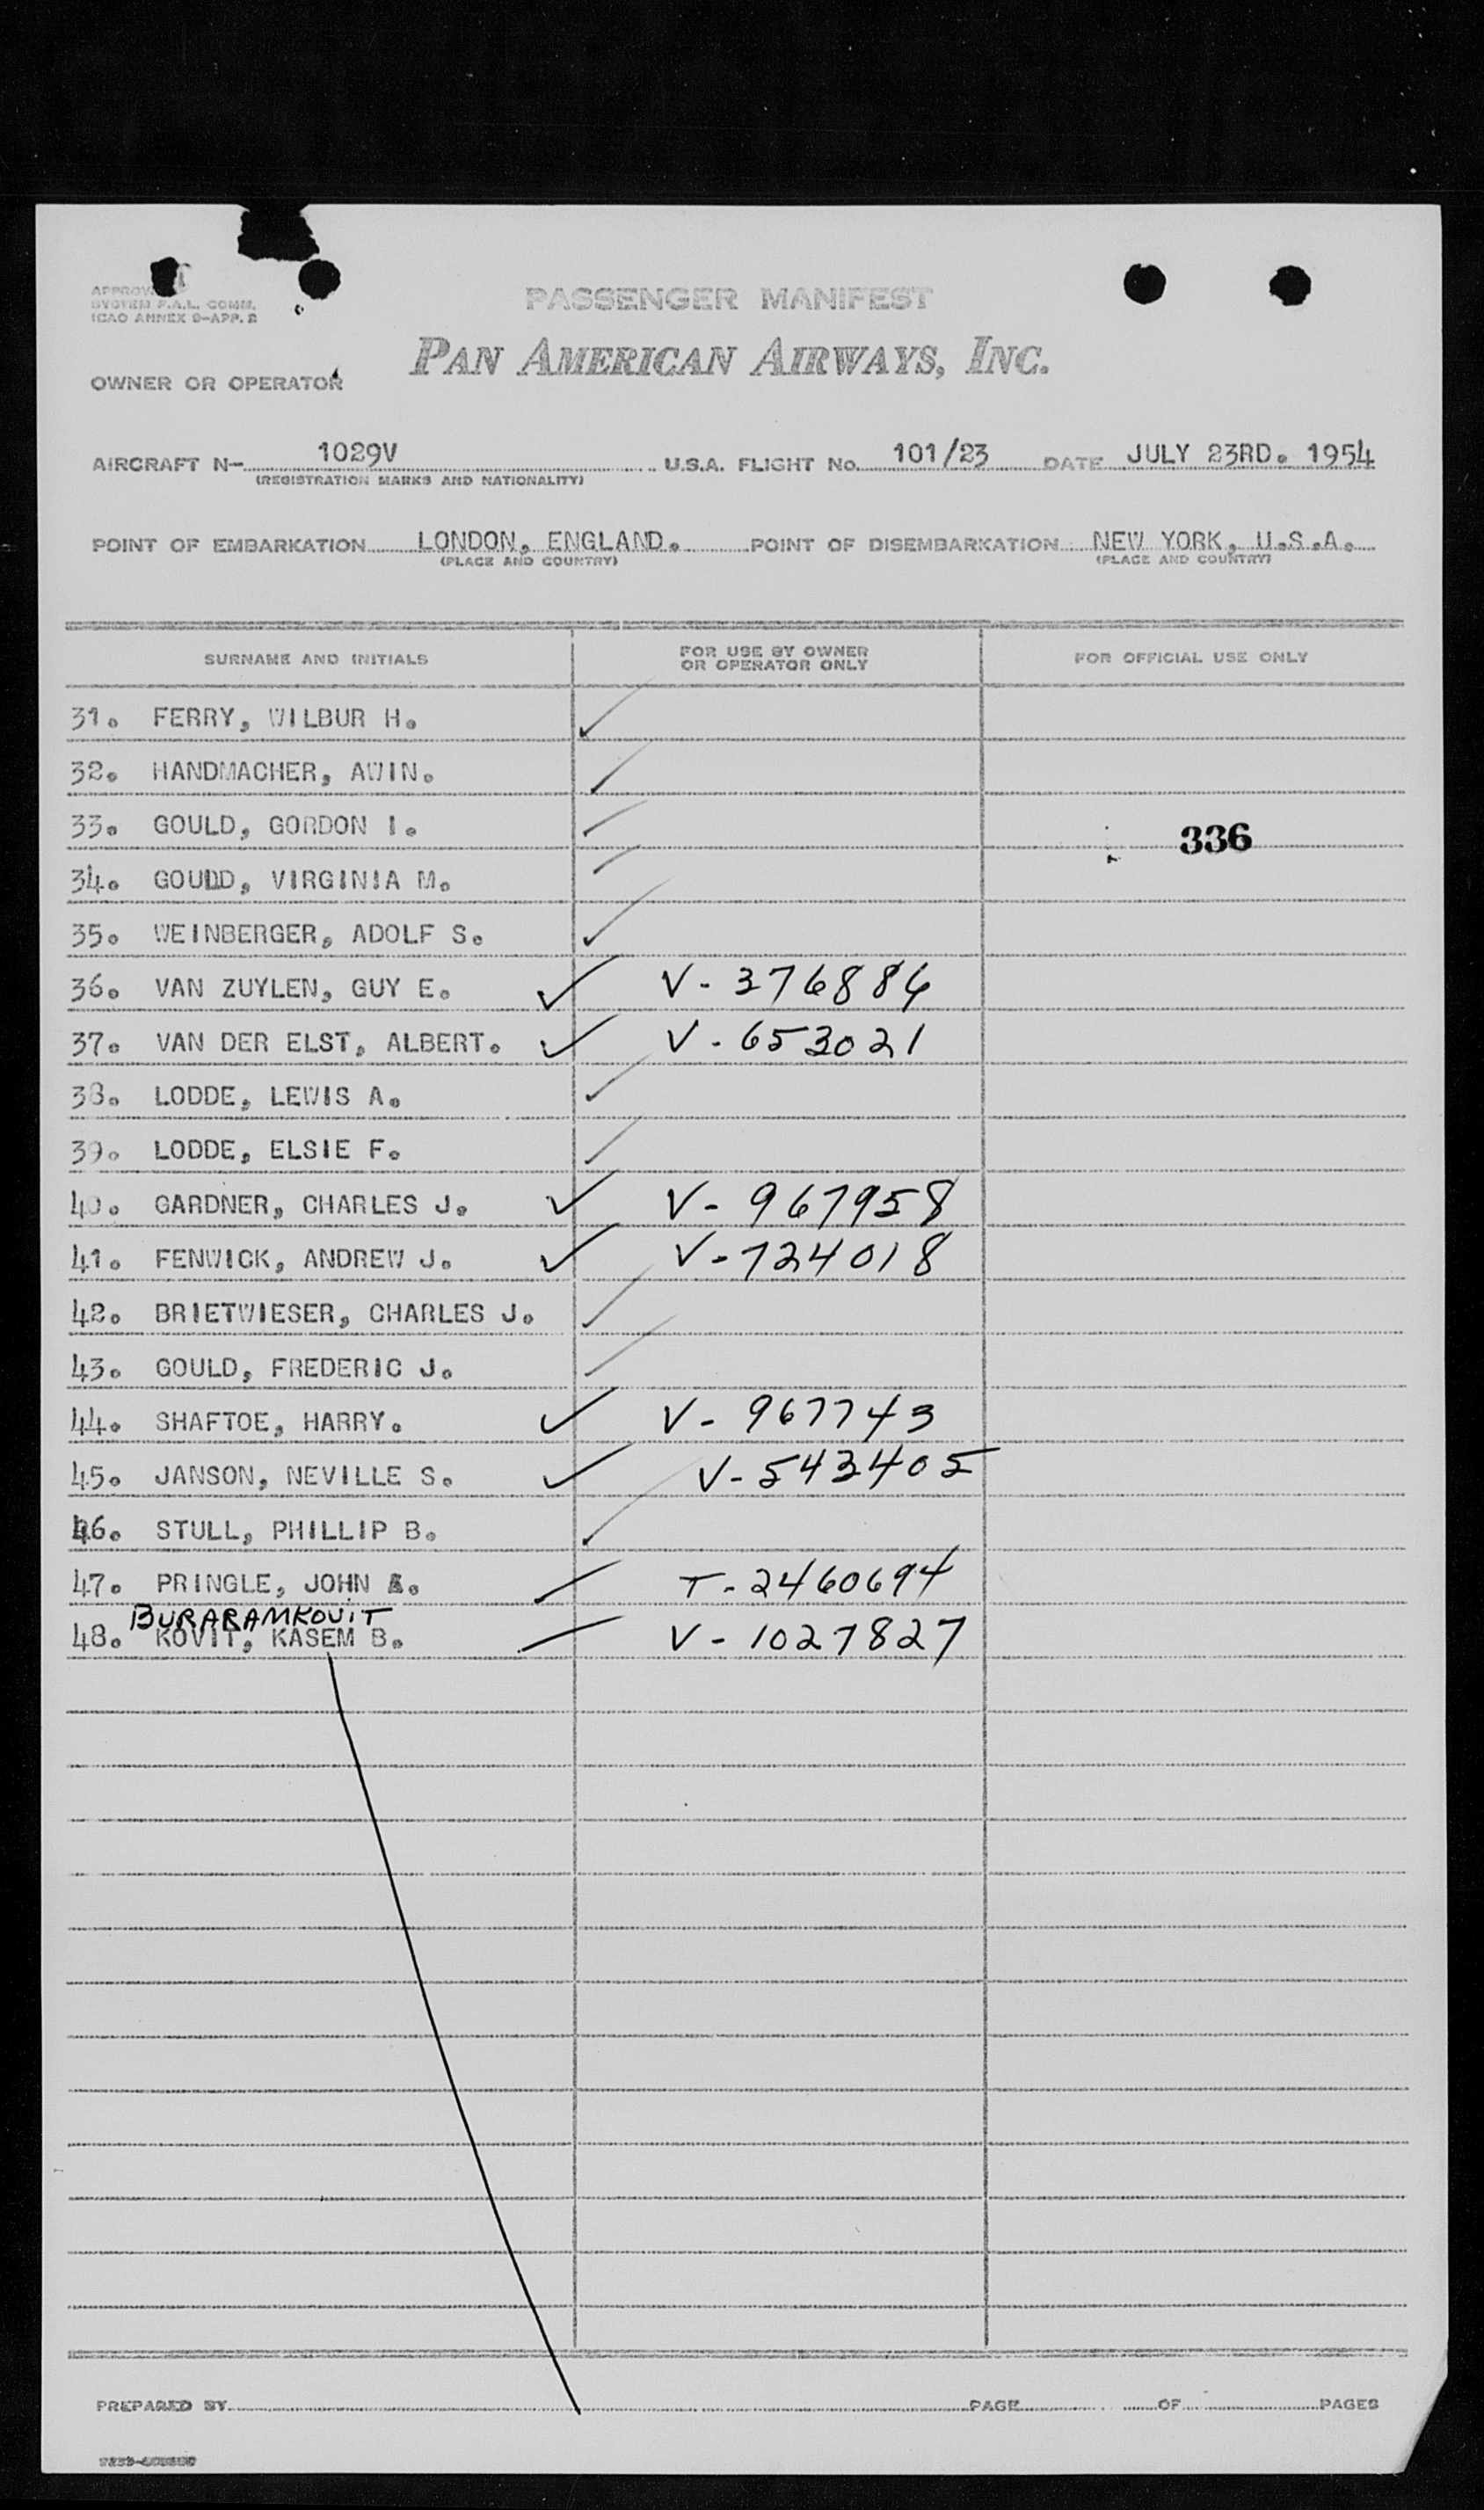 PASSENGER MANIFEST
SYSTEM P.A.L. COMM.
ICAO ANNEX 9-APP. 2
PAN AMERICAN AIRWAYS, INC.
OWNER OR OPERATOR
AIRCRAFT N- 1029V U.S.A. FLIGHT No. 101/23 DATE JULY 23RD. 1954
(REGISTRATION MARKS AND NATIONALITY)
POINT OF EMBARKATION LONDON, ENGLAND. POINT OF DISEMBARKATION NEW YORK, U.S.A.
(PLACE AND COUNTRY) (PLACE AND COUNTRY)
SURNAME AND INITIALS FOR USE BY OWNER OR OPERATOR ONLY FOR OFFICIAL USE ONLY
31. FERRY, WILBUR H. ✓
32. HANDMACHER, AWIN. ✓
33. GOULD, GORDON I. ✓ 336
34. GOULD, VIRGINIA M. ✓
35. WEINBERGER, ADOLF S. ✓
36. VAN ZUYLEN, GUY E. ✓ V-376886
37. VAN DER ELST, ALBERT. ✓ V-653021
38. LODDE, LEWIS A. ✓
39. LODDE, ELSIE F. ✓
40. GARDNER, CHARLES J. ✓ V-967958
41. FENWICK, ANDREW J. ✓ V-724018
42. BRIETWIESER, CHARLES J. ✓
43. GOULD, FREDERIC J. ✓
44. SHAFTOE, HARRY. ✓ V-967743
45. JANSON, NEVILLE S. ✓ V-543405
46. STULL, PHILLIP B. ✓
47. PRINGLE, JOHN A. T-2460694
BURARAMKOVIT
48. KOVIT, KASEM B. V-1027827
PREPARED BY PAGE OF PAGES